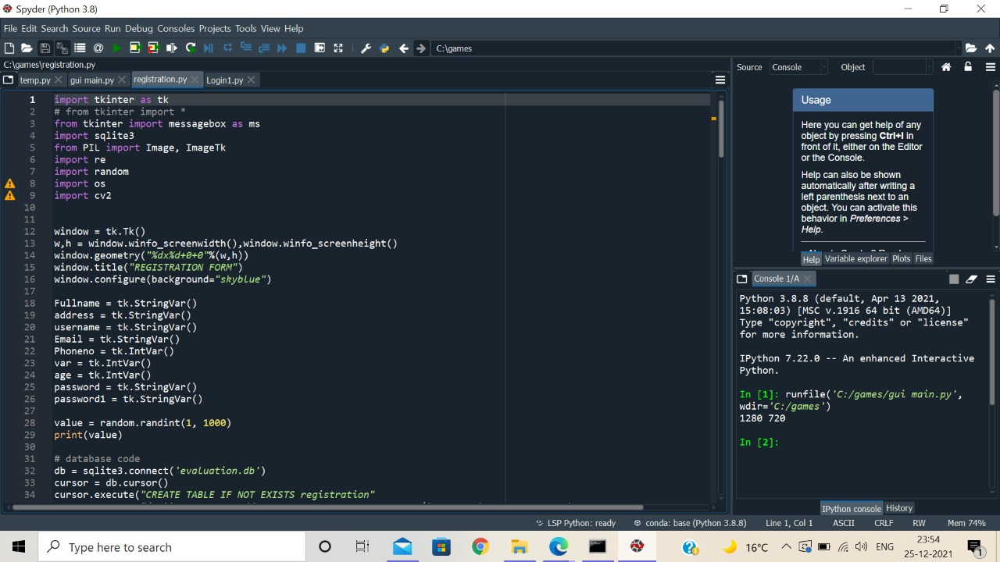 Spyder (Python 3.8)
File Edit Search Source Run Debug Consoles Projects Tools View Help
C:\games
C:\games\registration.py
temp.py gui main.py registration.py Login1.py
1 import tkinter as tk
2 # from tkinter import *
3 from tkinter import messagebox as ms
4 import sqlite3
5 from PIL import Image, ImageTk
6 import re
7 import random
8 import os
9 import cv2
10
11
12 window = tk.Tk()
13 w,h = window.winfo_screenwidth(),window.winfo_screenheight()
14 window.geometry("%dx%d+0+0"%(w,h))
15 window.title("REGISTRATION FORM")
16 window.configure(background="skyblue")
17
18 Fullname = tk.StringVar()
19 address = tk.StringVar()
20 username = tk.StringVar()
21 Email = tk.StringVar()
22 Phoneno = tk.IntVar()
23 var = tk.IntVar()
24 age = tk.IntVar()
25 password = tk.StringVar()
26 password1 = tk.StringVar()
27
28 value = random.randint(1, 1000)
29 print(value)
30
31 # database code
32 db = sqlite3.connect('evaluation.db')
33 cursor = db.cursor()
34 cursor.execute("CREATE TABLE IF NOT EXISTS registration"
Source Console Object
Usage
Here you can get help of any
object by pressing Ctrl+I in
front of it, either on the Editor
or the Console.
Help can also be shown
automatically after writing a
left parenthesis next to an
object. You can activate this
behavior in Preferences >
Help.
Help Variable explorer Plots Files
Console 1/A
Python 3.8.8 (default, Apr 13 2021,
15:08:03) [MSC v.1916 64 bit (AMD64)]
Type "copyright", "credits" or "license"
for more information.
IPython 7.22.0 -- An enhanced Interactive
Python.
In [1]: runfile('C:/games/gui main.py',
wdir='C:/games')
1280 720
In [2]:
IPython console History
LSP Python: ready conda: base (Python 3.8.8) Line 1, Col 1 ASCII CRLF RW Mem 74%
Type here to search
16°C ENG
23:54
25-12-2021
1